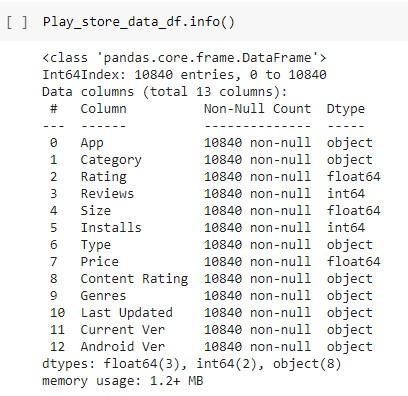 [ ] Play_store_data_df.info()
<class 'pandas.core.frame.DataFrame'>
Int64Index: 10840 entries, 0 to 10840
Data columns (total 13 columns):
 #   Column          Non-Null Count  Dtype
---  ------          --------------  -----
 0   App             10840 non-null  object
 1   Category        10840 non-null  object
 2   Rating          10840 non-null  float64
 3   Reviews         10840 non-null  int64
 4   Size            10840 non-null  float64
 5   Installs        10840 non-null  int64
 6   Type            10840 non-null  object
 7   Price           10840 non-null  float64
 8   Content Rating  10840 non-null  object
 9   Genres          10840 non-null  object
 10  Last Updated    10840 non-null  object
 11  Current Ver     10840 non-null  object
 12  Android Ver     10840 non-null  object
dtypes: float64(3), int64(2), object(8)
memory usage: 1.2+ MB